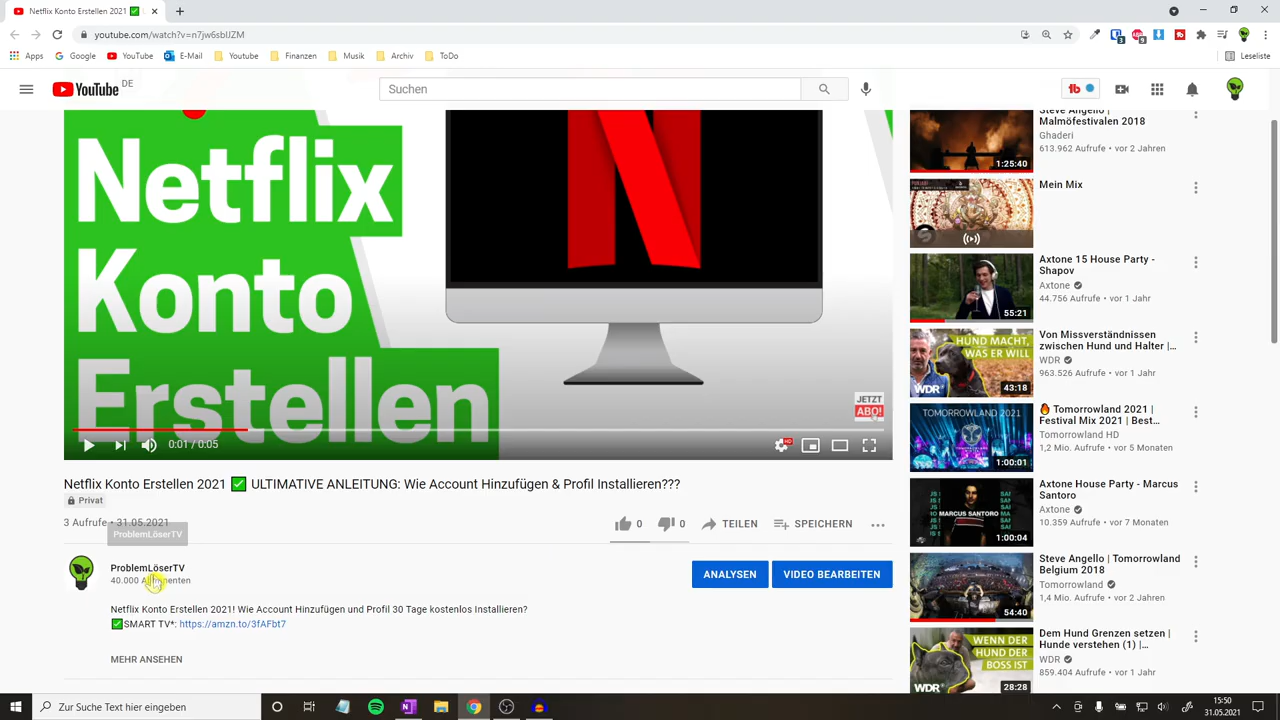 Netflix Konto Erstellen 2021 ✅
youtube.com/watch?v=n7jw6sblJZM
Apps
Google
YouTube
E-Mail
Youtube
Finanzen
Musik
Archiv
ToDo
Leseliste
YouTube DE
Suchen
Netflix
Konto
Erstellen
JETZT
ABO!
0:01 / 0:05
Netflix Konto Erstellen 2021 ✅ ULTIMATIVE ANLEITUNG: Wie Account Hinzufügen & Profil Installieren???
Privat
3 Aufrufe • 31.05.2021
ProblemLöserTV
0
0
TEILEN
SPEICHERN
ProblemLöserTV
40.000
ANALYSEN
VIDEO BEARBEITEN
Netflix Konto Erstellen 2021! Wie Account Hinzufügen und Profil 30 Tage kostenlos Installieren?
✅SMART TV*: https://amzn.to/3fAFbt7
MEHR ANSEHEN
Steve Angello |
Malmöfestivalen 2018
Ghaderi
613.962 Aufrufe • vor 2 Jahren
1:25:40
Mein Mix
Axtone 15 House Party -
Shapov
Axtone
44.756 Aufrufe • vor 1 Jahr
55:21
HUND MACHT,
WAS ER WILL
WDR
43:18
Von Missverständnissen
zwischen Hund und Halter |…
WDR
963.526 Aufrufe • vor 1 Jahr
TOMORROWLAND 2021
1:00:01
🔥 Tomorrowland 2021 |
Festival Mix 2021 | Best…
Tomorrowland HD
1,2 Mio. Aufrufe • vor 5 Monaten
MARCUS SANTORO
1:00:04
Axtone House Party - Marcus
Santoro
Axtone
10.359 Aufrufe • vor 7 Monaten
54:40
Steve Angello | Tomorrowland
Belgium 2018
Tomorrowland
1,4 Mio. Aufrufe • vor 2 Jahren
WENN DER
HUND DER
BOSS IST
WDR
28:28
Dem Hund Grenzen setzen |
Hunde verstehen (1) |…
WDR
859.404 Aufrufe • vor 1 Jahr
Zur Suche Text hier eingeben
15:50
31.05.2021